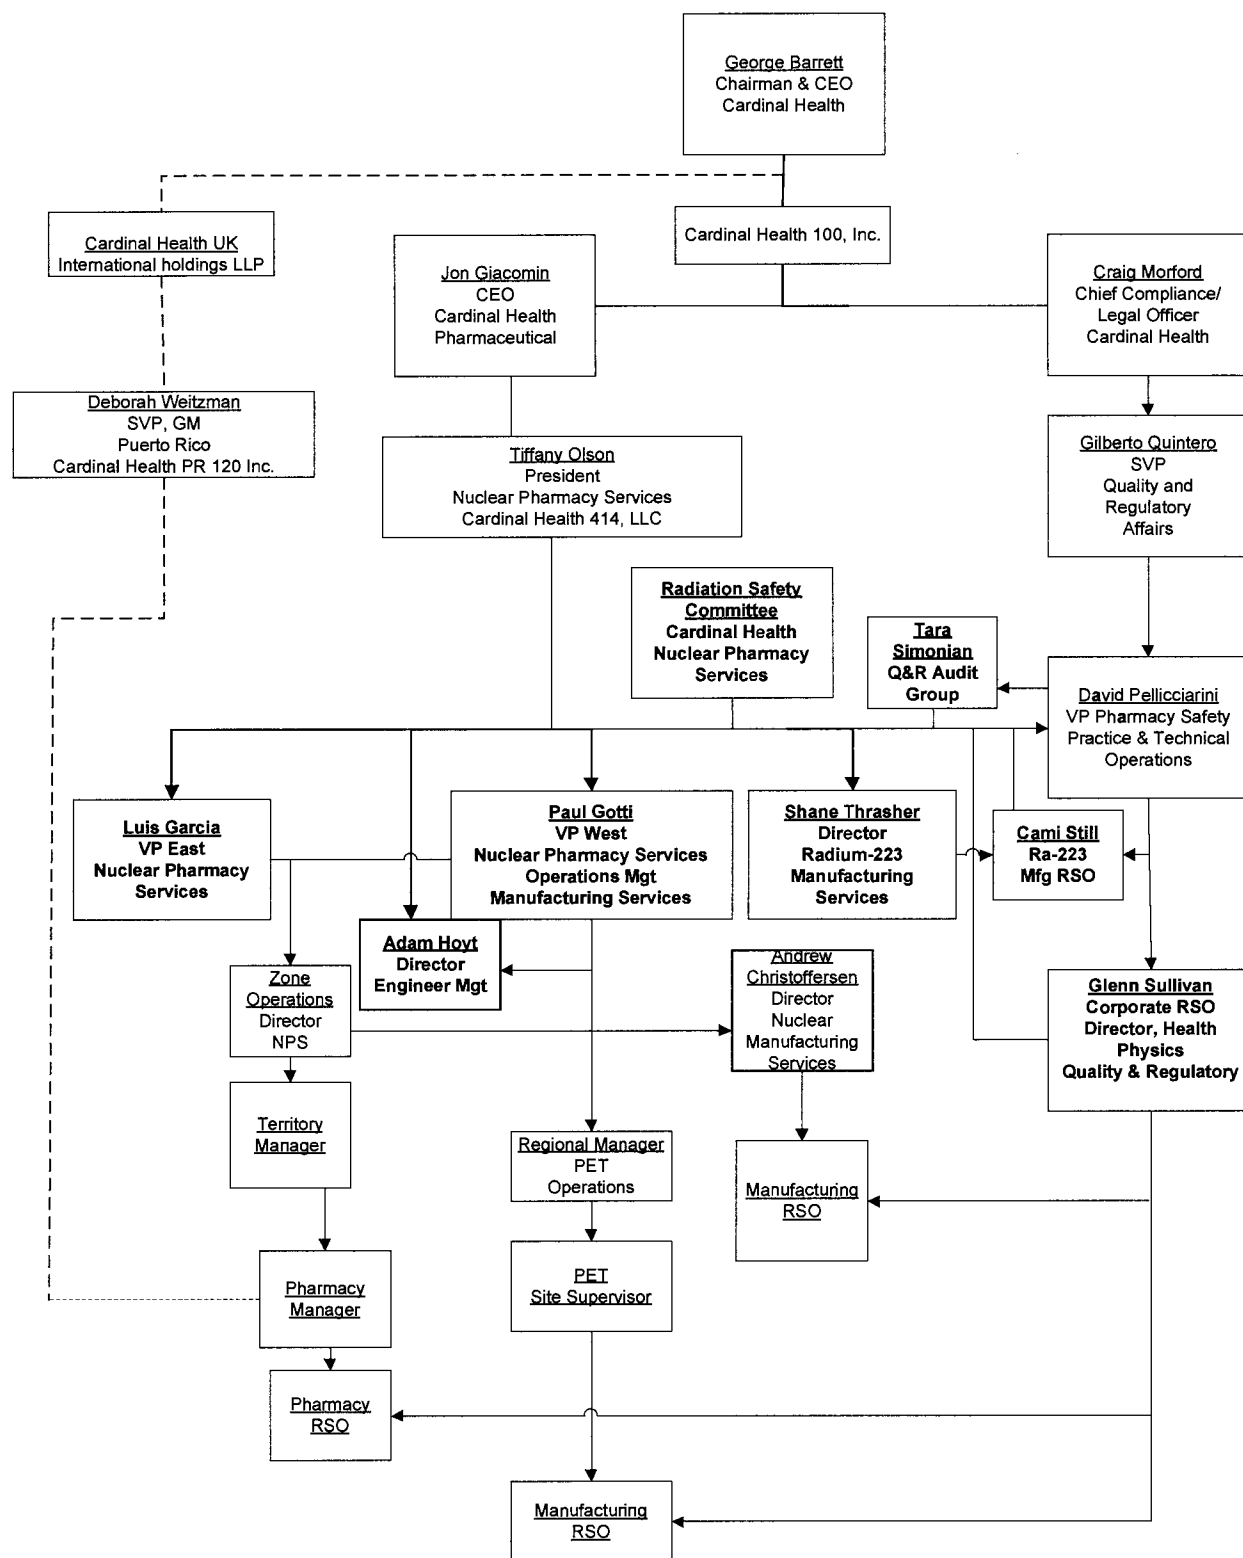 George Barrett
Chairman & CEO
Cardinal Health
Cardinal Health UK
International holdings LLP
Cardinal Health 100, Inc.
Jon Giacomin
CEO
Cardinal Health
Pharmaceutical
Craig Morford
Chief Compliance/
Legal Officer
Cardinal Health
Deborah Weitzman
SVP, GM
Puerto Rico
Cardinal Health PR 120 Inc.
Tiffany Olson
President
Nuclear Pharmacy Services
Cardinal Health 414, LLC
Gilberto Quintero
SVP
Quality and
Regulatory
Affairs
Radiation Safety
Committee
Cardinal Health
Nuclear Pharmacy
Services
Tara
Simonian
Q&R Audit
Group
David Pellicciarini
VP Pharmacy Safety
Practice & Technical
Operations
Luis Garcia
VP East
Nuclear Pharmacy
Services
Paul Gotti
VP West
Nuclear Pharmacy Services
Operations Mgt
Manufacturing Services
Shane Thrasher
Director
Radium-223
Manufacturing
Services
Cami Still
Ra-223
Mfg RSO
Adam Hoyt
Director
Engineer Mgt
Zone
Operations
Director
NPS
Andrew
Christoffersen
Director
Nuclear
Manufacturing
Services
Glenn Sullivan
Corporate RSO
Director, Health
Physics
Quality & Regulatory
Territory
Manager
Regional Manager
PET
Operations
Manufacturing
RSO
Pharmacy
Manager
PET
Site Supervisor
Pharmacy
RSO
Manufacturing
RSO